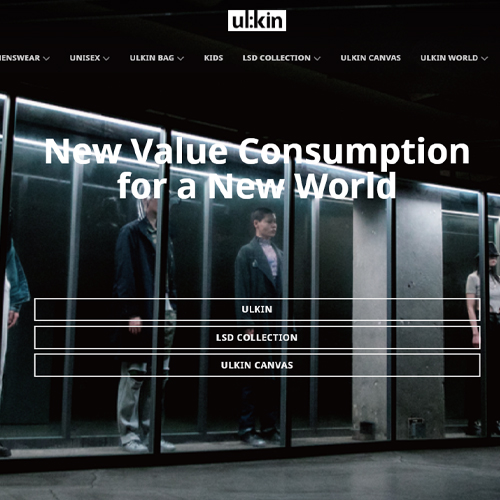 ul:kin
UNISEX
ULKIN BAG
KIDS
LSD COLLECTION
ULKIN CANVAS
ULKIN WORLD
New Value Consumption
for a New World
ULKIN
LSD COLLECTION
ULKIN CANVAS